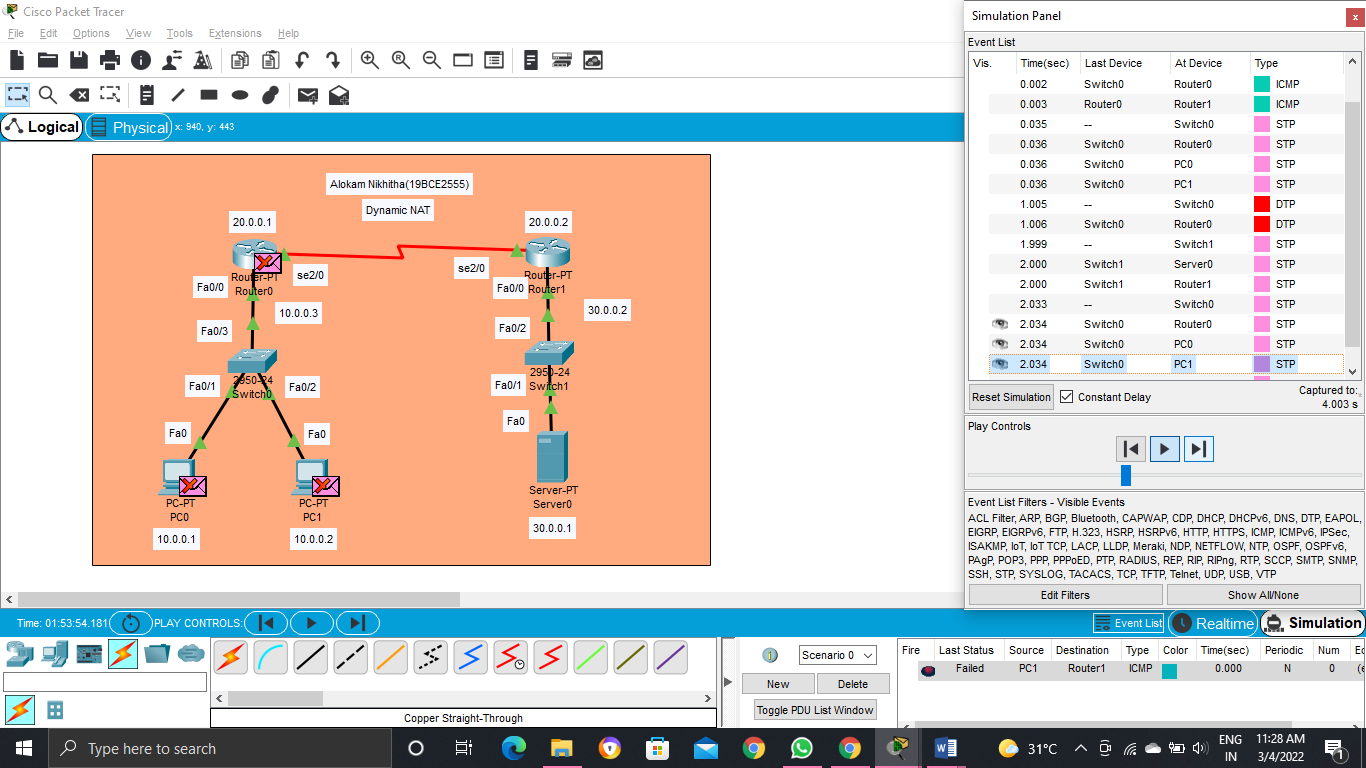 Cisco Packet Tracer
File Edit Options View Tools Extensions Help
Logical Physical x: 940, y: 443
Alokam Nikhitha(19BCE2555)
Dynamic NAT
20.0.0.1
20.0.0.2
Router-PT
Router0
se2/0
se2/0
Router-PT
Router1
Fa0/0
Fa0/0
10.0.0.3
30.0.0.2
Fa0/3
Fa0/2
2950-24
Switch0
2950-24
Switch1
Fa0/1
Fa0/2
Fa0/1
Fa0
Fa0
Fa0
PC-PT
PC0
PC-PT
PC1
Server-PT
Server0
10.0.0.1
10.0.0.2
30.0.0.1
Simulation Panel
Event List
Vis. Time(sec) Last Device At Device Type
0.002 Switch0 Router0 ICMP
0.003 Router0 Router1 ICMP
0.035 -- Switch0 STP
0.036 Switch0 Router0 STP
0.036 Switch0 PC0 STP
0.036 Switch0 PC1 STP
1.005 -- Switch0 DTP
1.006 Switch0 Router0 DTP
1.999 -- Switch1 STP
2.000 Switch1 Server0 STP
2.000 Switch1 Router1 STP
2.033 -- Switch0 STP
2.034 Switch0 Router0 STP
2.034 Switch0 PC0 STP
2.034 Switch0 PC1 STP
Reset Simulation Constant Delay Captured to:
4.003 s
Play Controls
Event List Filters - Visible Events
ACL Filter, ARP, BGP, Bluetooth, CAPWAP, CDP, DHCP, DHCPv6, DNS, DTP, EAPOL,
EIGRP, EIGRPv6, FTP, H.323, HSRP, HSRPv6, HTTP, HTTPS, ICMP, ICMPv6, IPSec,
ISAKMP, IoT, IoT TCP, LACP, LLDP, Meraki, NDP, NETFLOW, NTP, OSPF, OSPFv6,
PAgP, POP3, PPP, PPPoED, PTP, RADIUS, REP, RIP, RIPng, RTP, SCCP, SMTP, SNMP,
SSH, STP, SYSLOG, TACACS, TCP, TFTP, Telnet, UDP, USB, VTP
Edit Filters Show All/None
Time: 01:53:54.181 PLAY CONTROLS: Event List Realtime Simulation
Copper Straight-Through
Scenario 0
New Delete
Toggle PDU List Window
Fire Last Status Source Destination Type Color Time(sec) Periodic Num Ec
Failed PC1 Router1 ICMP 0.000 N 0 (e
Type here to search
31°C
ENG
IN
11:28 AM
3/4/2022
1